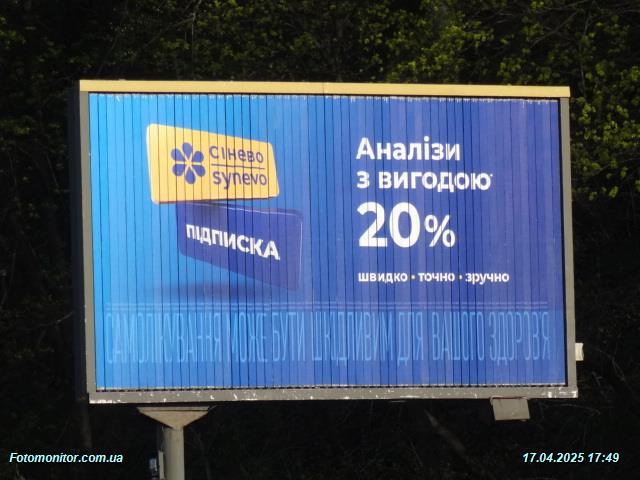 сінево
synevo
ПІДПИСКА
Аналізи
з вигодою*
20%
швидко • точно • зручно
САМОЛІКУВАННЯ МОЖЕ БУТИ ШКІДЛИВИМ ДЛЯ ВАШОГО ЗДОРОВ'Я
Fotomonitor.com.ua
17.04.2025 17:49